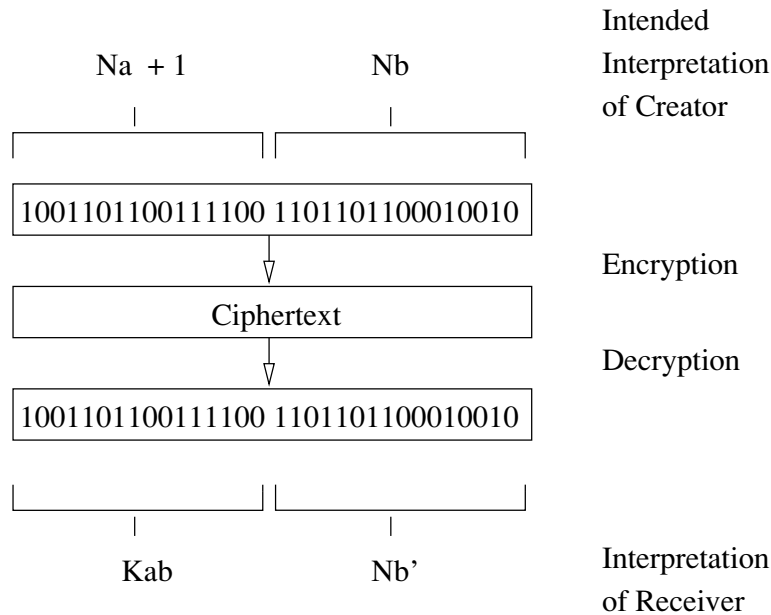 Intended
Na + 1 Nb Interpretation
of Creator
1001101100111100 1101101100010010
Encryption
Ciphertext
Decryption
1001101100111100 1101101100010010
Kab Nb’ Interpretation
of Receiver